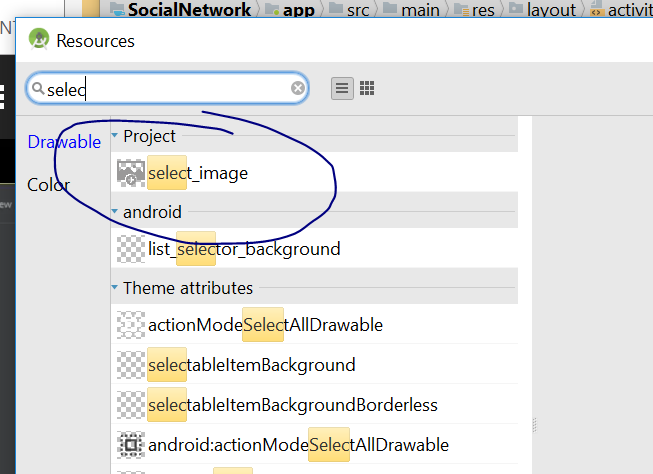 SocialNetwork app src main res layout activit
Resources
selec
Drawable
Color
Project
select_image
android
list_selector_background
Theme attributes
actionModeSelectAllDrawable
selectableItemBackground
selectableItemBackgroundBorderless
android:actionModeSelectAllDrawable